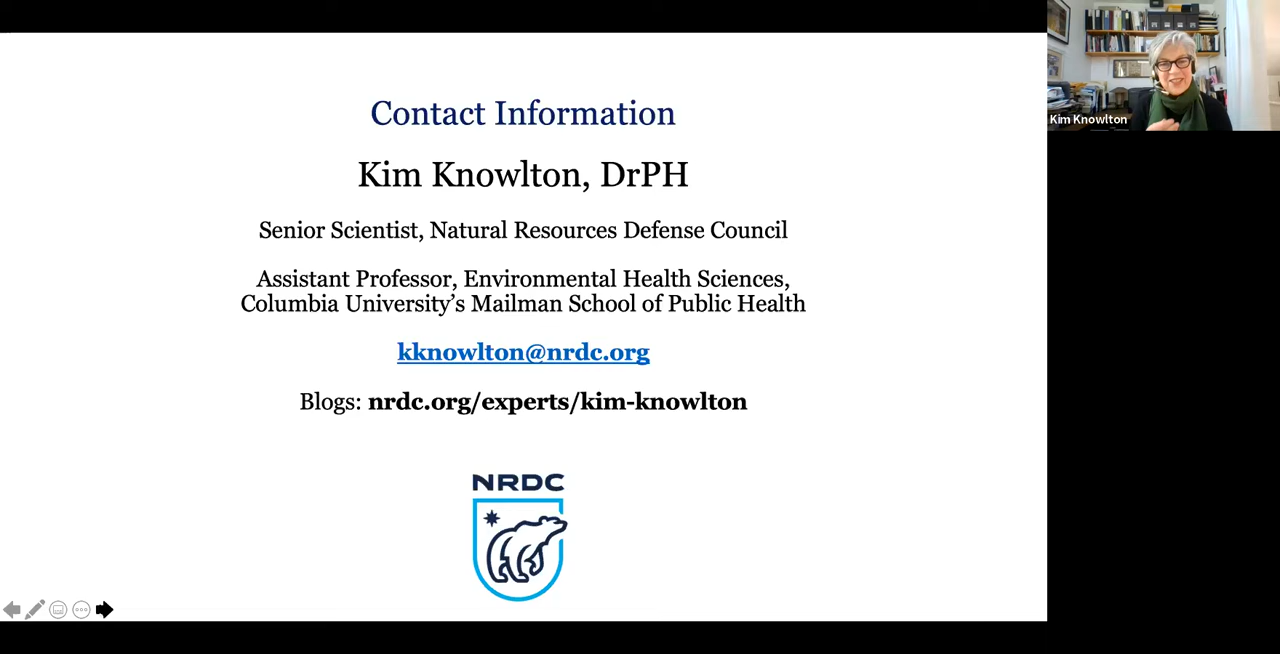 Contact Information
Kim Knowlton, DrPH
Senior Scientist, Natural Resources Defense Council
Assistant Professor, Environmental Health Sciences,
Columbia University's Mailman School of Public Health
kknowlton@nrdc.org
Blogs: nrdc.org/experts/kim-knowlton
NRDC
Kim Knowlton